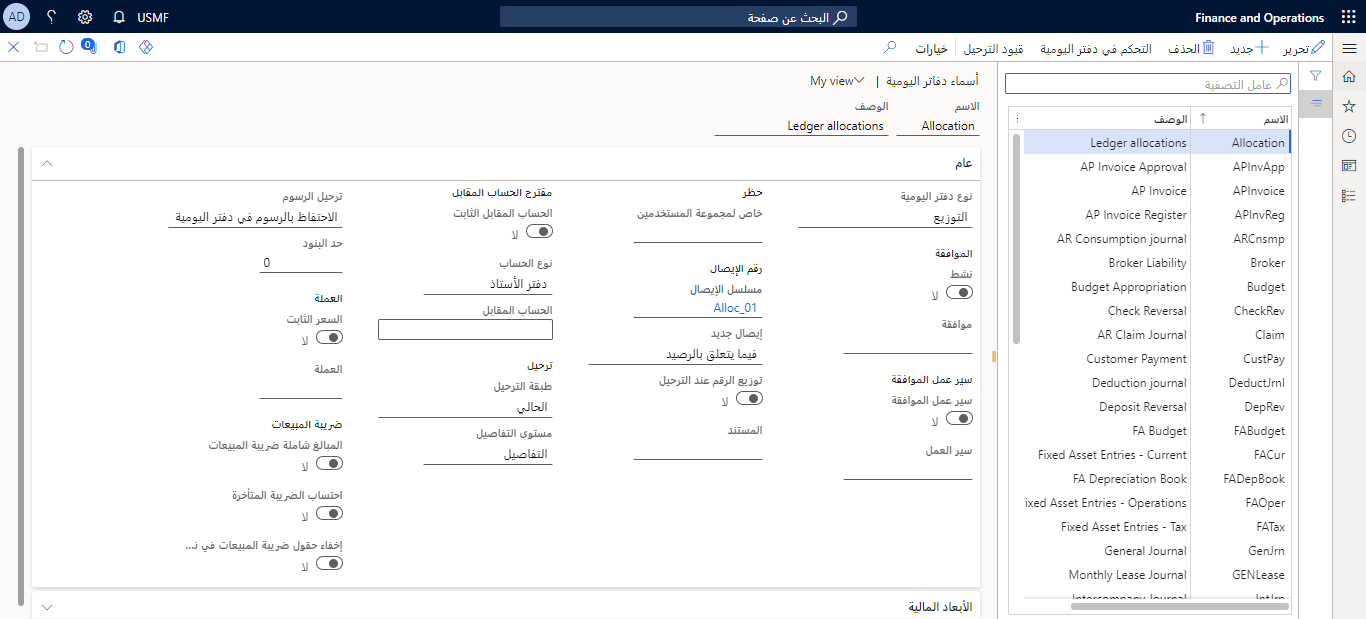 Finance and Operations
البحث عن صفحة
USMF
AD
تحرير
جديد
الحذف
التحكم في دفتر اليومية
قيود الترحيل
خيارات
0
عامل التصفية
الاسم
الوصف
Allocation
Ledger allocations
APInvApp
AP Invoice Approval
APInvoice
AP Invoice
APInvReg
AP Invoice Register
ARCnsmp
AR Consumption journal
Broker
Broker Liability
Budget
Budget Appropriation
CheckRev
Check Reversal
Claim
AR Claim Journal
CustPay
Customer Payment
DeductJrnl
Deduction journal
DepRev
Deposit Reversal
FABudget
FA Budget
FACur
Fixed Asset Entries - Current
FADepBook
FA Depreciation Book
FAOper
ixed Asset Entries - Operations
FATax
Fixed Asset Entries - Tax
GenJrn
General Journal
GENLease
Monthly Lease Journal
IntJrn
Intercompany Journal
أسماء دفاتر اليومية | My view
الاسم
Allocation
الوصف
Ledger allocations
عام
نوع دفتر اليومية
التوزيع
الموافقة
نشط
لا
موافقة
سير عمل الموافقة
سير عمل الموافقة
لا
سير العمل
حظر
خاص لمجموعة المستخدمين
رقم الإيصال
مسلسل الإيصال
Alloc_01
إيصال جديد
فيما يتعلق بالرصيد
توزيع الرقم عند الترحيل
لا
المستند
مقترح الحساب المقابل
الحساب المقابل الثابت
لا
نوع الحساب
دفتر الأستاذ
الحساب المقابل
ترحيل
طبقة الترحيل
الحالي
مستوى التفاصيل
التفاصيل
ترحيل الرسوم
الاحتفاظ بالرسوم في دفتر اليومية
حد البنود
0
العملة
السعر الثابت
لا
العملة
ضريبة المبيعات
المبالغ شاملة ضريبة المبيعات
لا
احتساب الضريبة المتأخرة
لا
إخفاء حقول ضريبة المبيعات في نـ...
لا
الأبعاد المالية